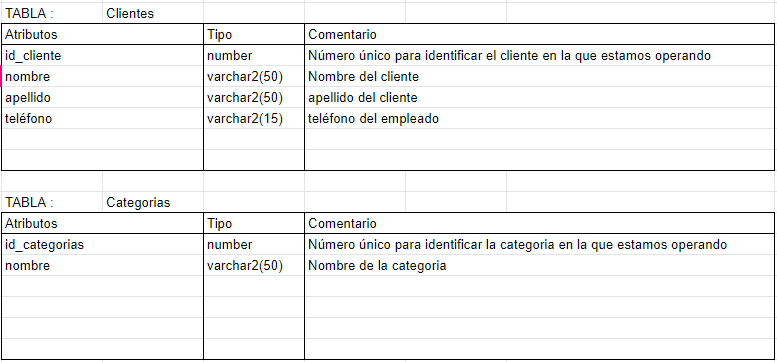 TABLA : Clientes
Atributos Tipo Comentario
id_cliente number Número único para identificar el cliente en la que estamos operando
nombre varchar2(50) Nombre del cliente
apellido varchar2(50) apellido del cliente
teléfono varchar2(15) teléfono del empleado
TABLA : Categorias
Atributos Tipo Comentario
id_categorias number Número único para identificar la categoria en la que estamos operando
nombre varchar2(50) Nombre de la categoria